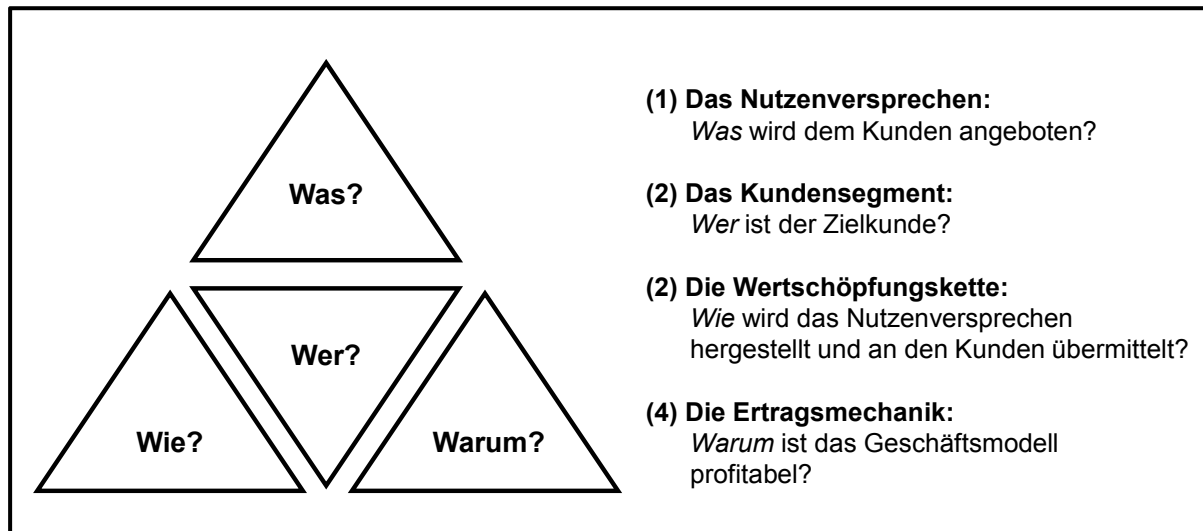 Was?
Wer?
Wie?
Warum?
(1) Das Nutzenversprechen:
Was wird dem Kunden angeboten?
(2) Das Kundensegment:
Wer ist der Zielkunde?
(2) Die Wertschöpfungskette:
Wie wird das Nutzenversprechen
hergestellt und an den Kunden übermittelt?
(4) Die Ertragsmechanik:
Warum ist das Geschäftsmodell
profitabel?